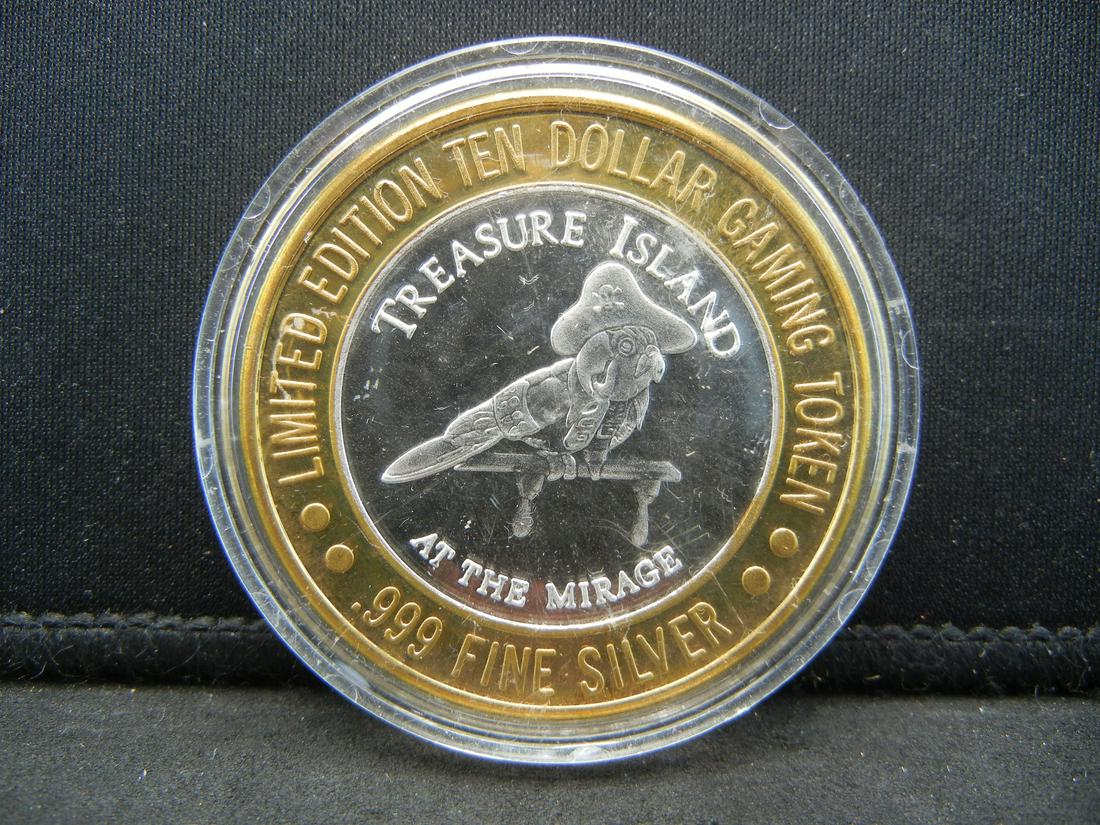 LIMITED EDITION TEN DOLLAR GAMING TOKEN
TREASURE ISLAND
AT THE MIRAGE
.999 FINE SILVER